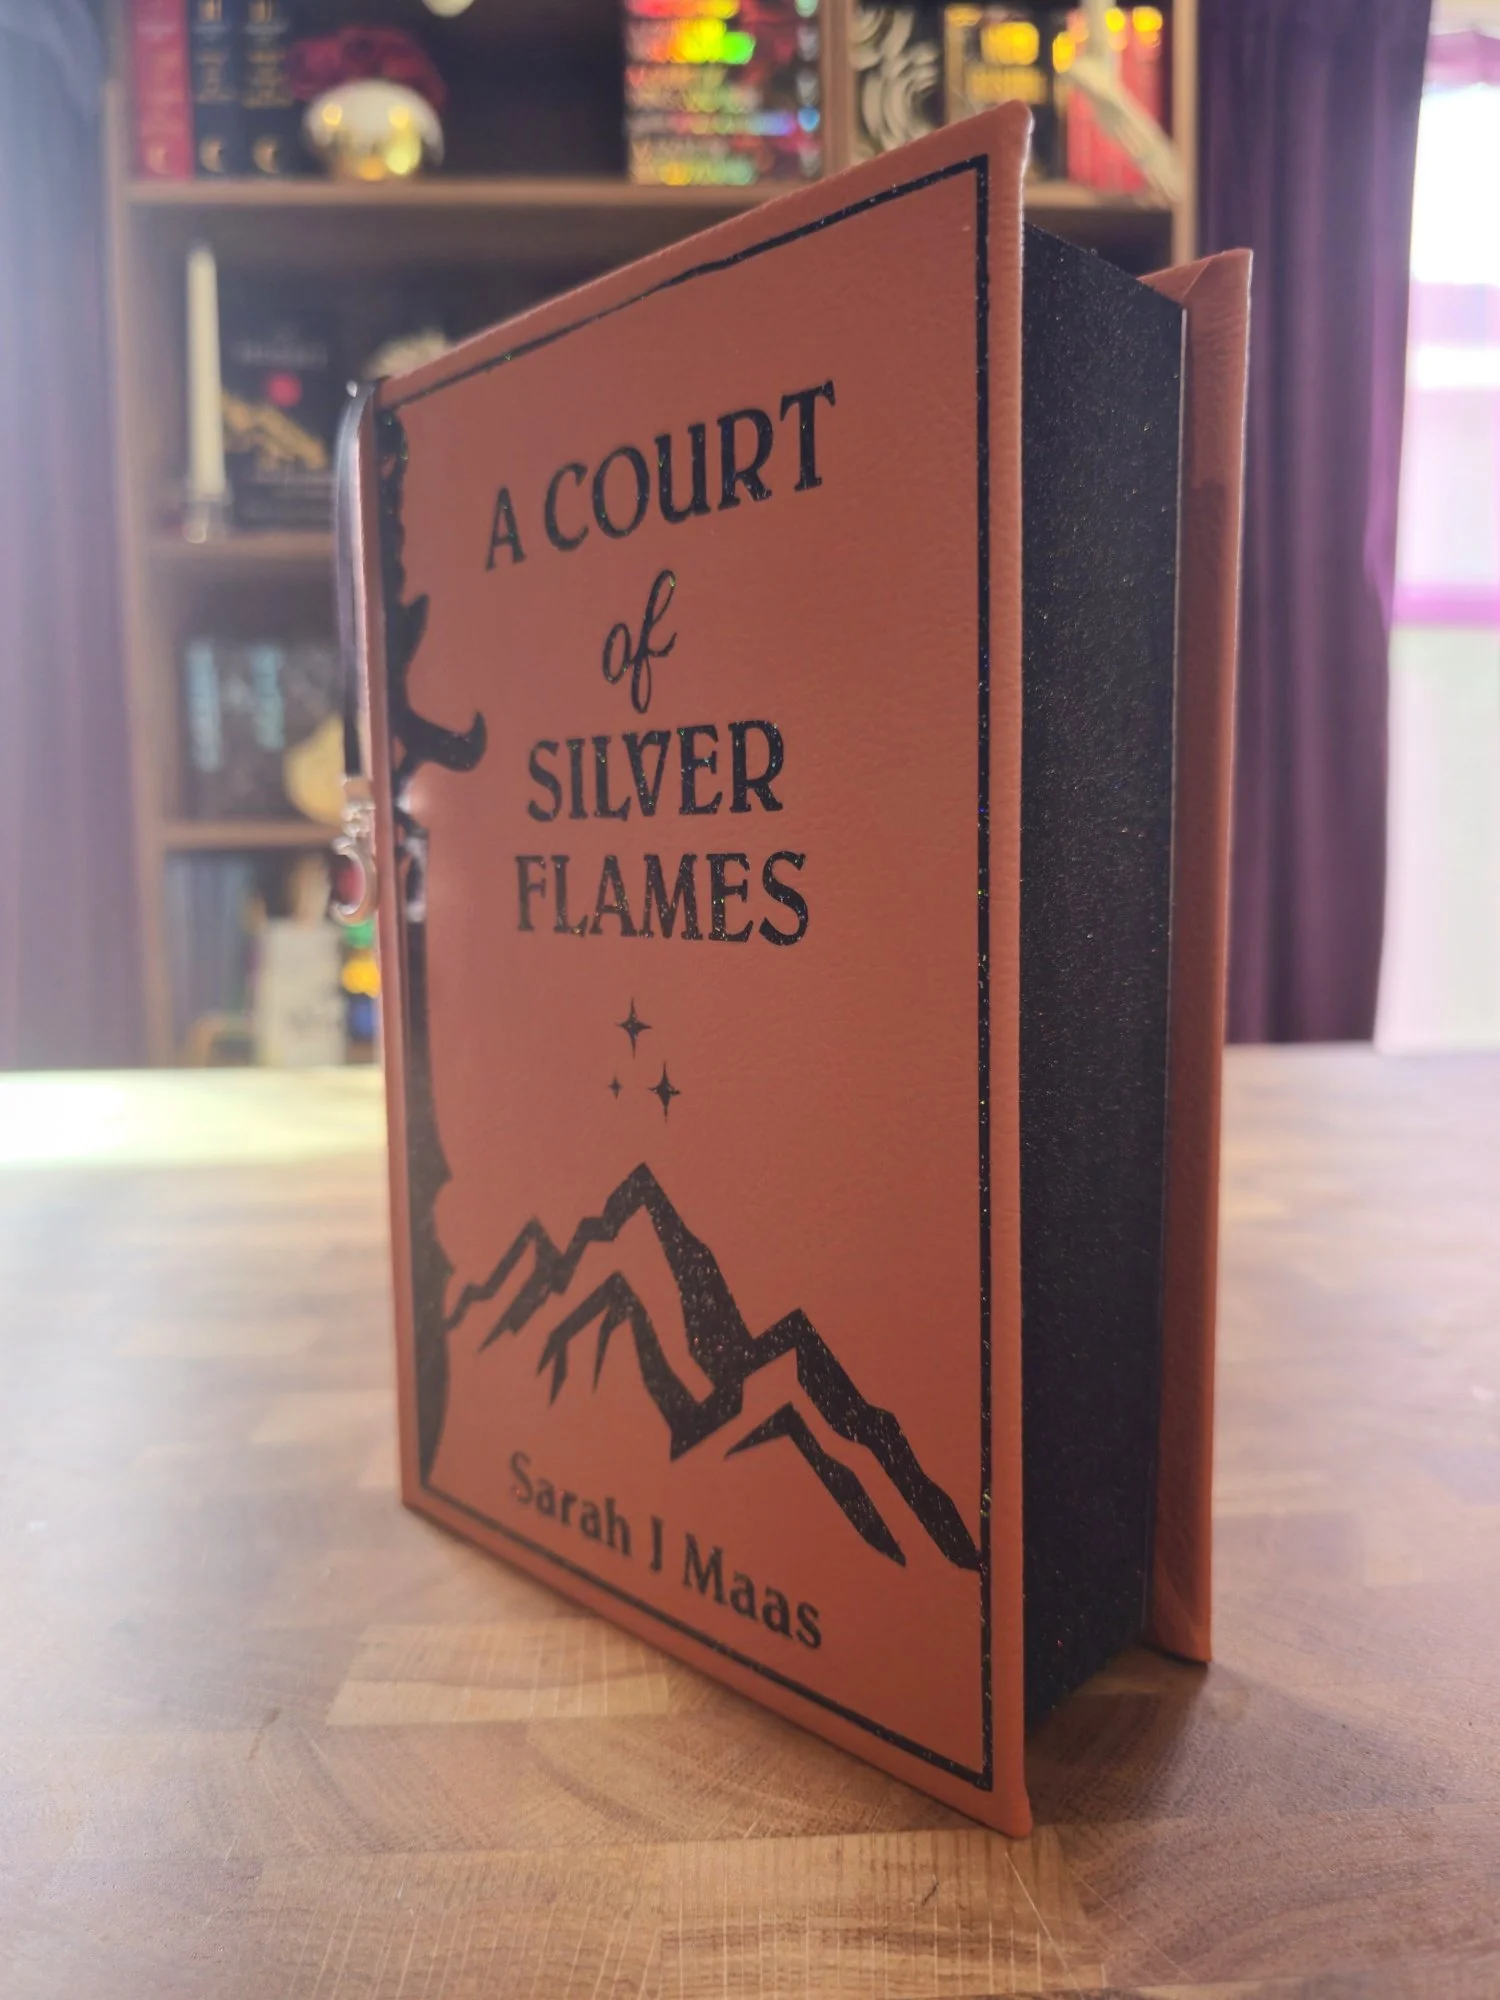 A COURT
of
SILVER
FLAMES
Sarah J Maas